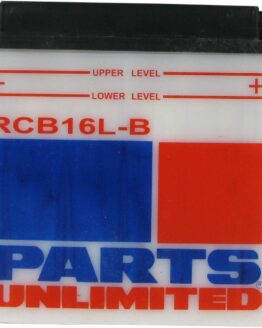 UPPER LEVEL
- +
LOWER LEVEL
RCB16L-B
PARTS
UNLIMITED